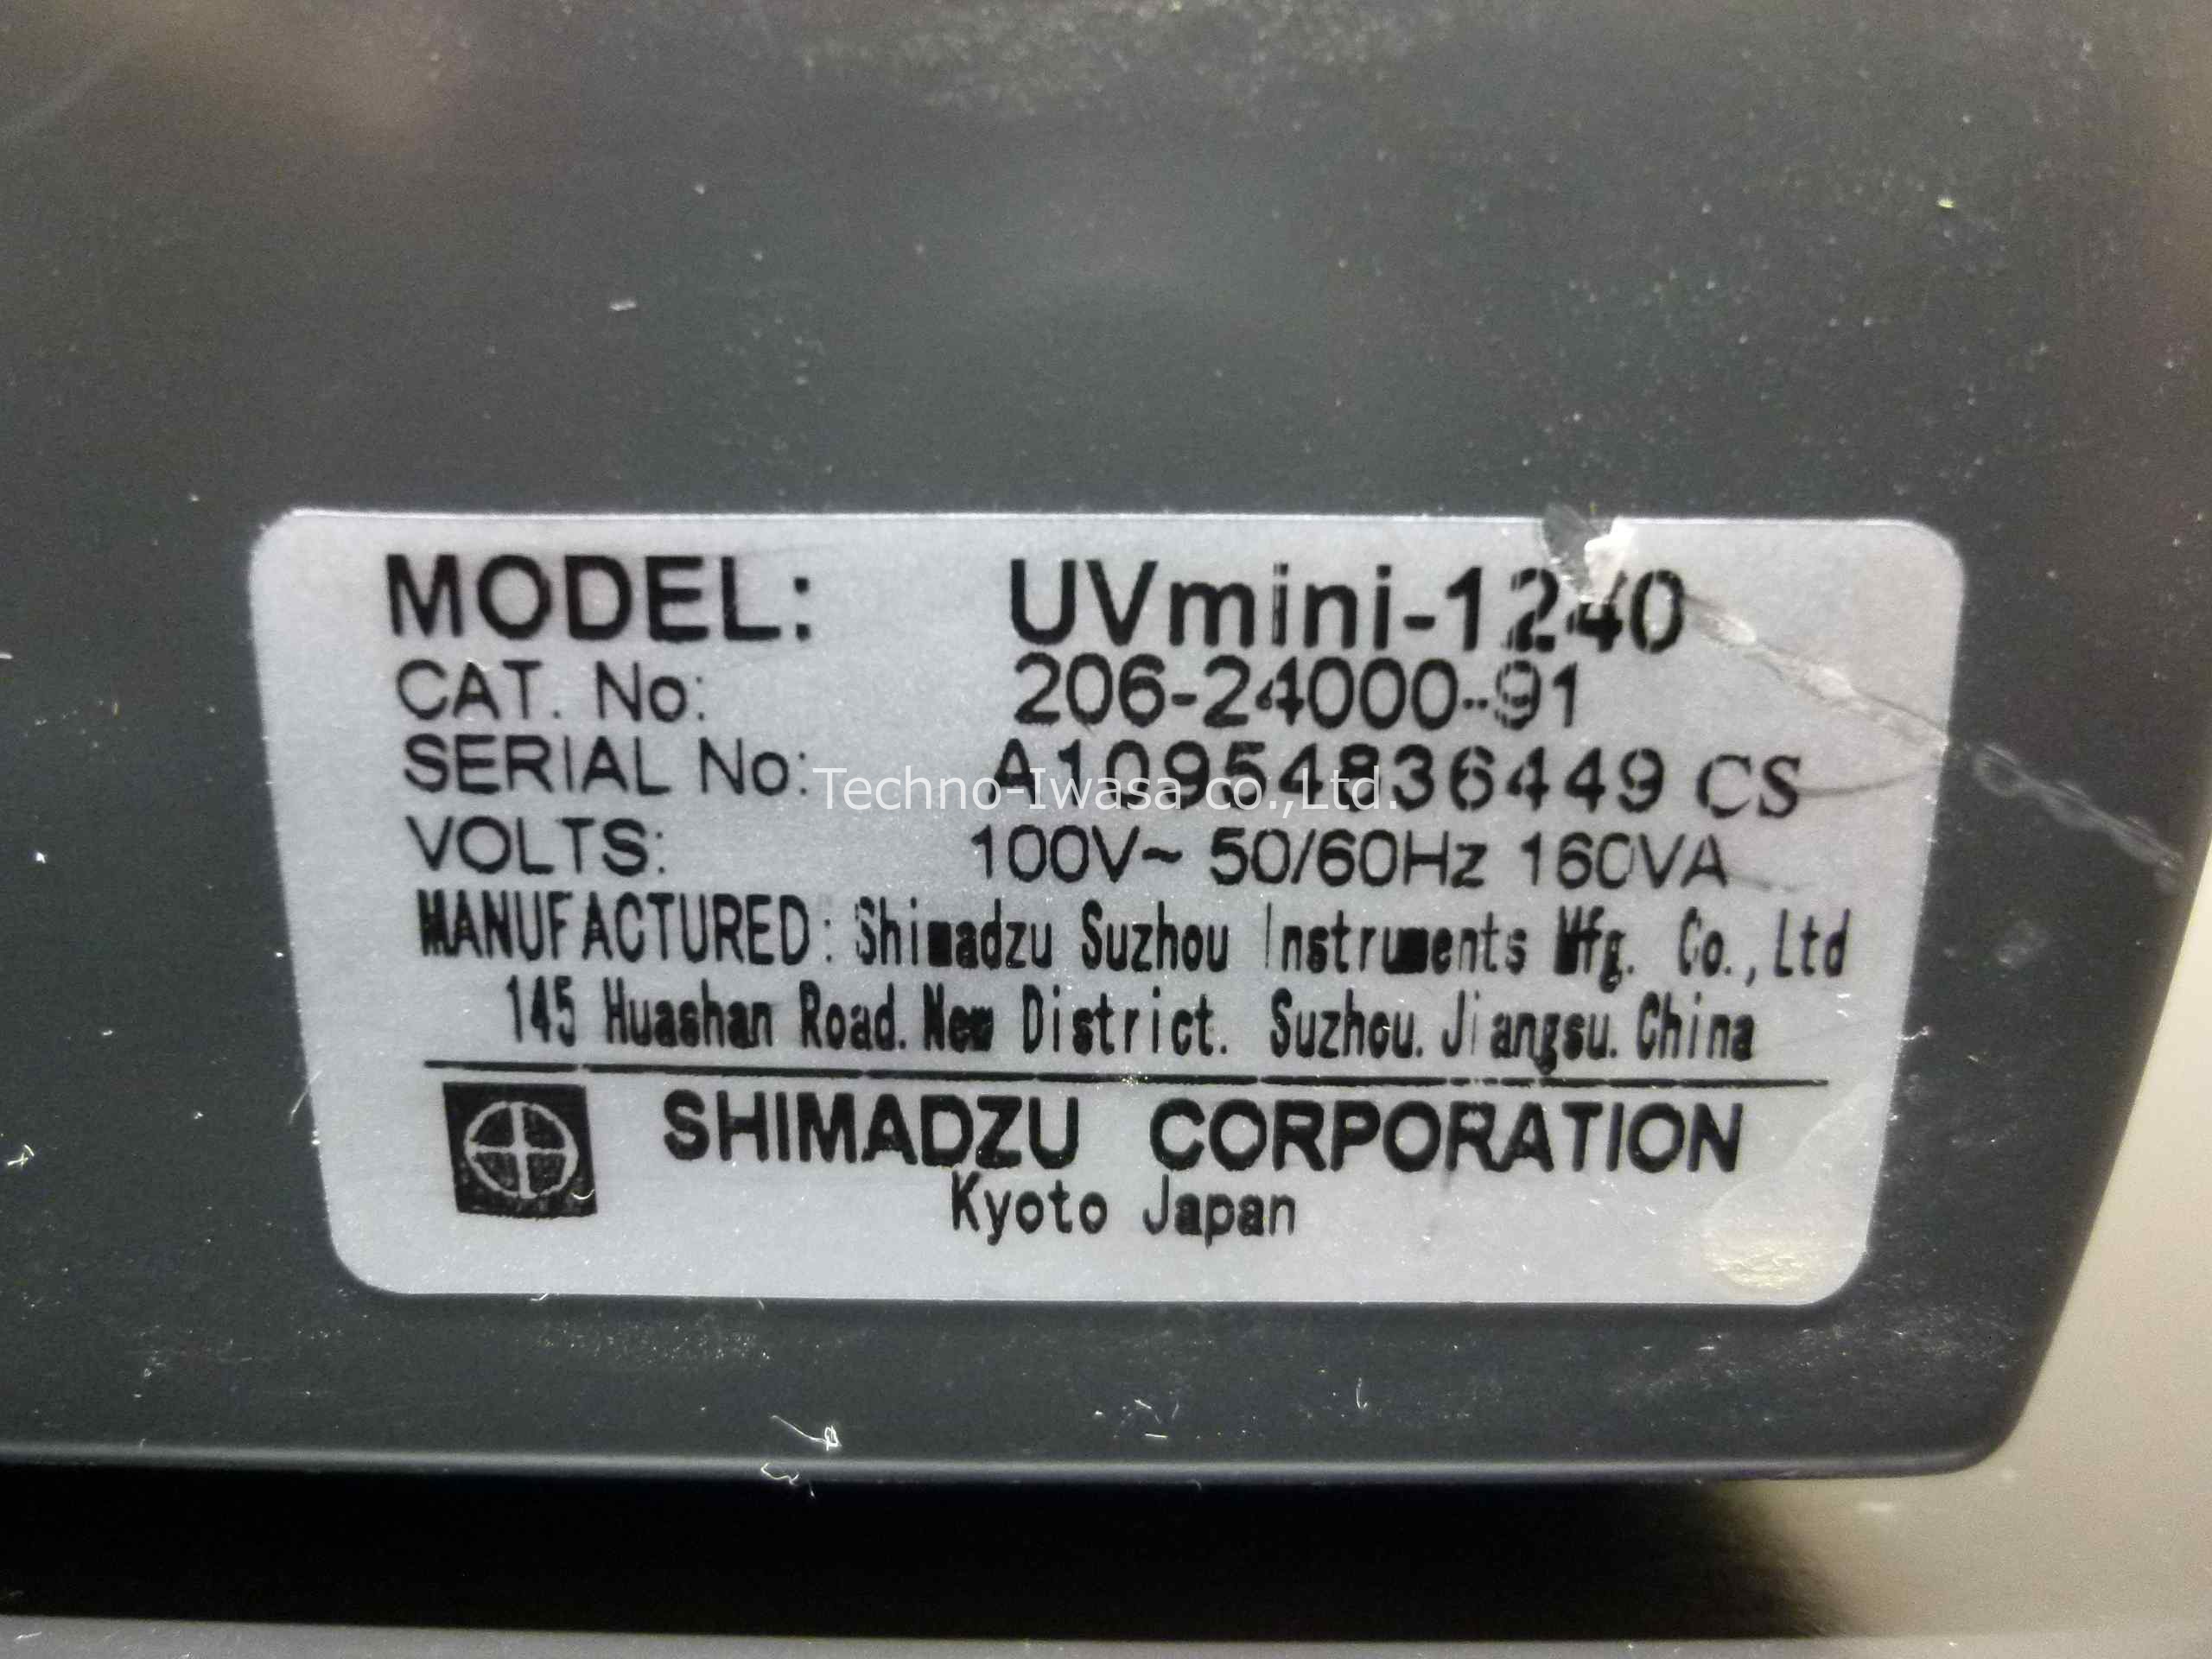 MODEL: UVmini-1240
CAT. No: 206-24000-91
SERIAL No: A10954836449 CS
Techno-Iwasa co.,Ltd.
VOLTS: 100V~ 50/60Hz 160VA
MANUFACTURED: Shimadzu Suzhou Instruments Mfg. Co., Ltd
145 Huashan Road. New District. Suzhou. Jiangsu. China
SHIMADZU CORPORATION
Kyoto Japan